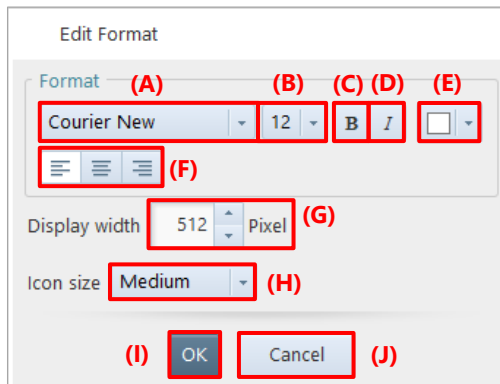 Edit Format
Format
(A) (B) (C) (D) (E)
Courier New 12 B I
(F)
Display width 512 Pixel (G)
Icon size Medium (H)
(I) OK Cancel (J)